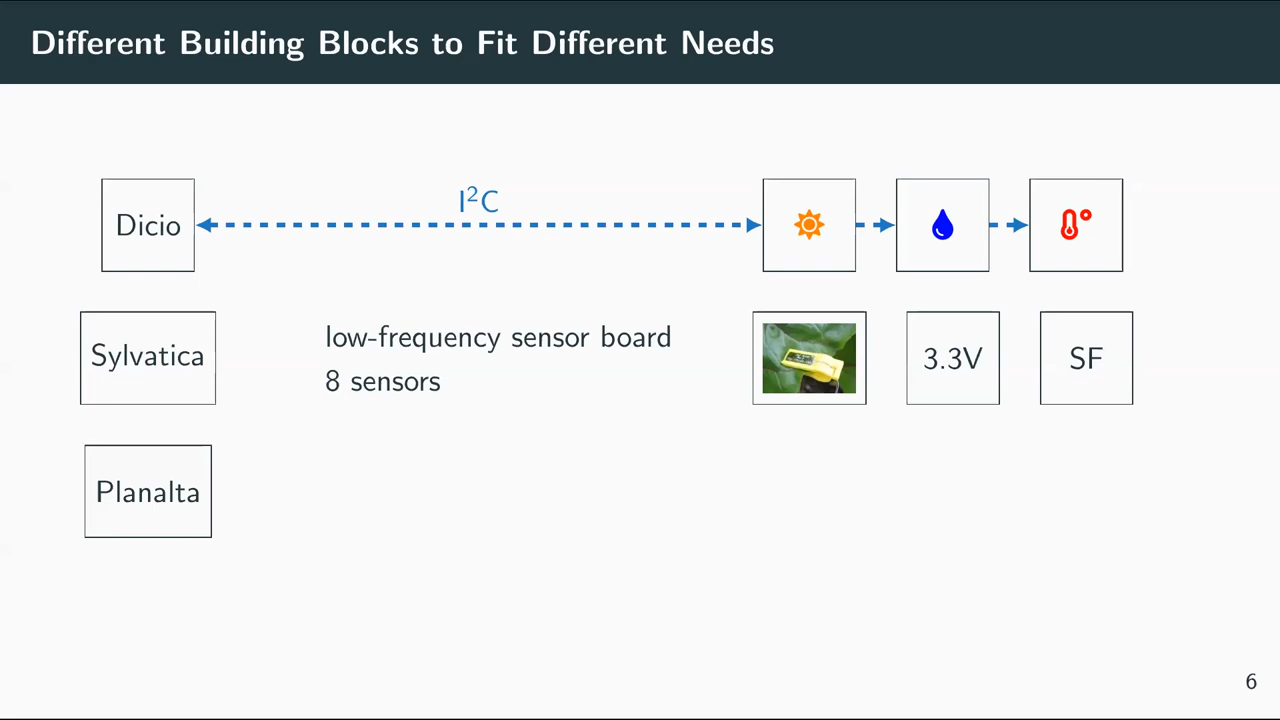 Different Building Blocks to Fit Different Needs
Dicio
I²C
Sylvatica
low-frequency sensor board
8 sensors
3.3V
SF
Planalta
6